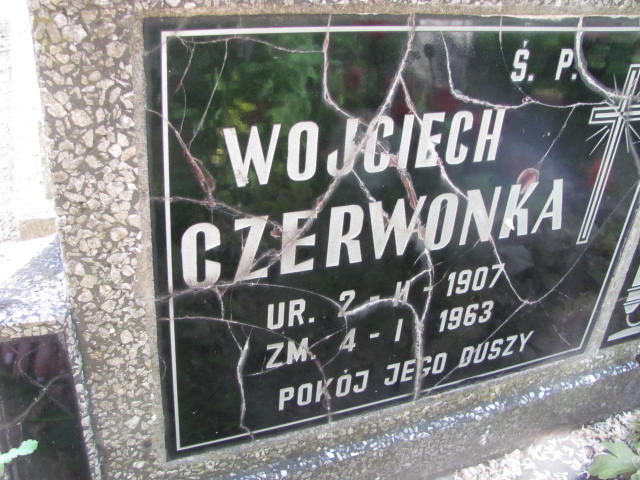 Ś. P.
WOJCIECH
CZERWONKA
UR. 2 - II - 1907
ZM. 4 - I 1963
POKÓJ JEGO DUSZY